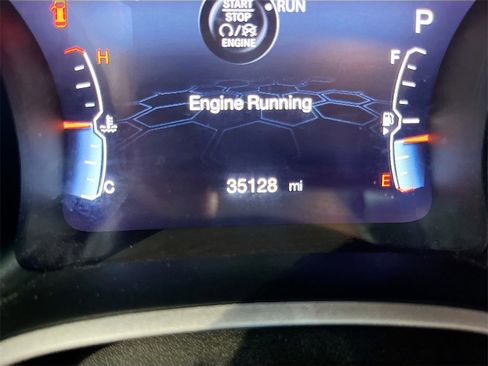 START
STOP
ENGINE
RUN
P
H
F
Engine Running
C
35128 mi
E